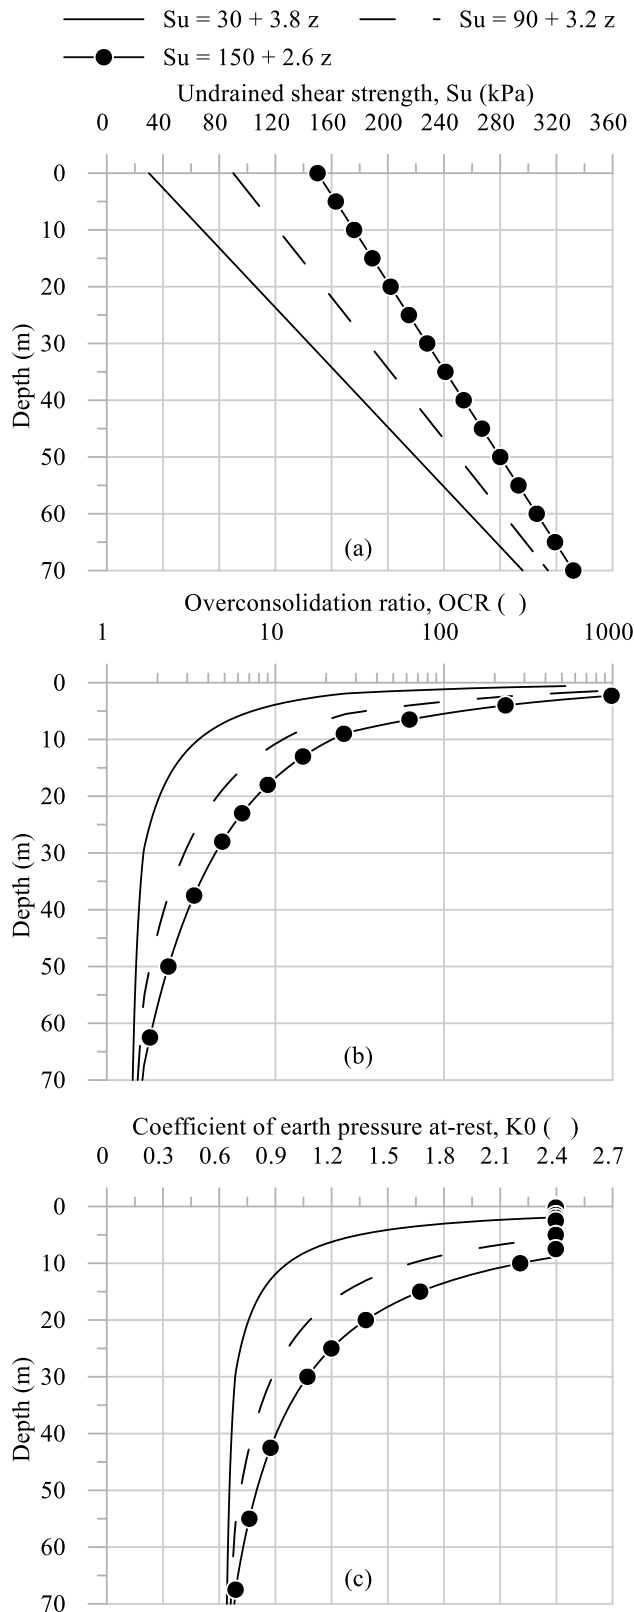 Su = 30 + 3.8 z Su = 90 + 3.2 z
Su = 150 + 2.6 z
Undrained shear strength, Su (kPa)
0 40 80 120 160 200 240 280 320 360
0
10
20
30
40
50
60
70
Depth (m)
(a)
Overconsolidation ratio, OCR ( )
1 10 100 1000
0
10
20
30
40
50
60
70
Depth (m)
(b)
Coefficient of earth pressure at-rest, K0 ( )
0 0.3 0.6 0.9 1.2 1.5 1.8 2.1 2.4 2.7
0
10
20
30
40
50
60
70
Depth (m)
(c)